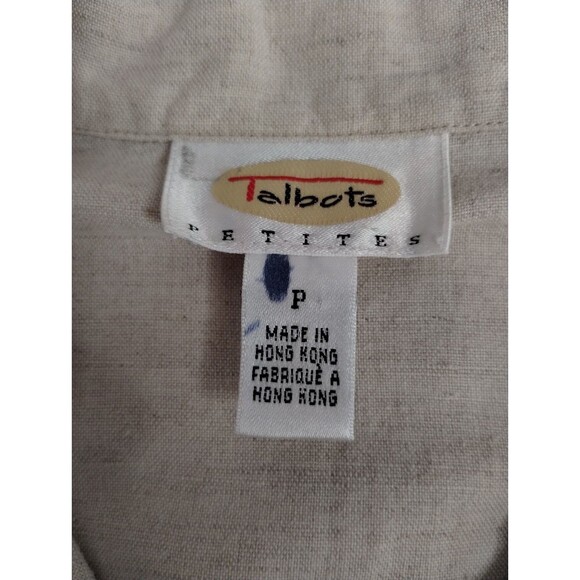 Talbots
PETITES
P
MADE IN
HONG KONG
FABRIQUÉ A
HONG KONG